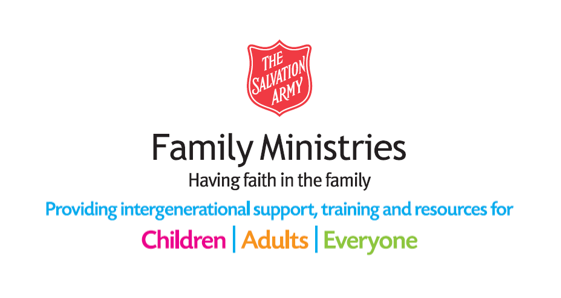 THE
SALVATION
ARMY
Family Ministries
Having faith in the family
Providing intergenerational support, training and resources for
Children | Adults | Everyone